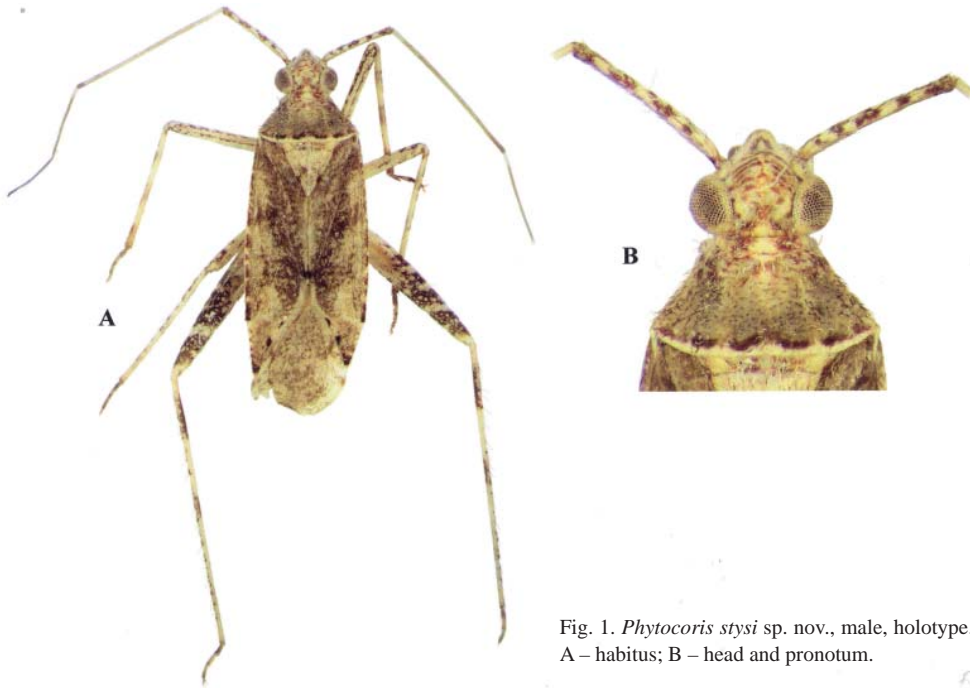 A
B
Fig. 1. Phytocoris stysi sp. nov., male, holotype.
A – habitus; B – head and pronotum.